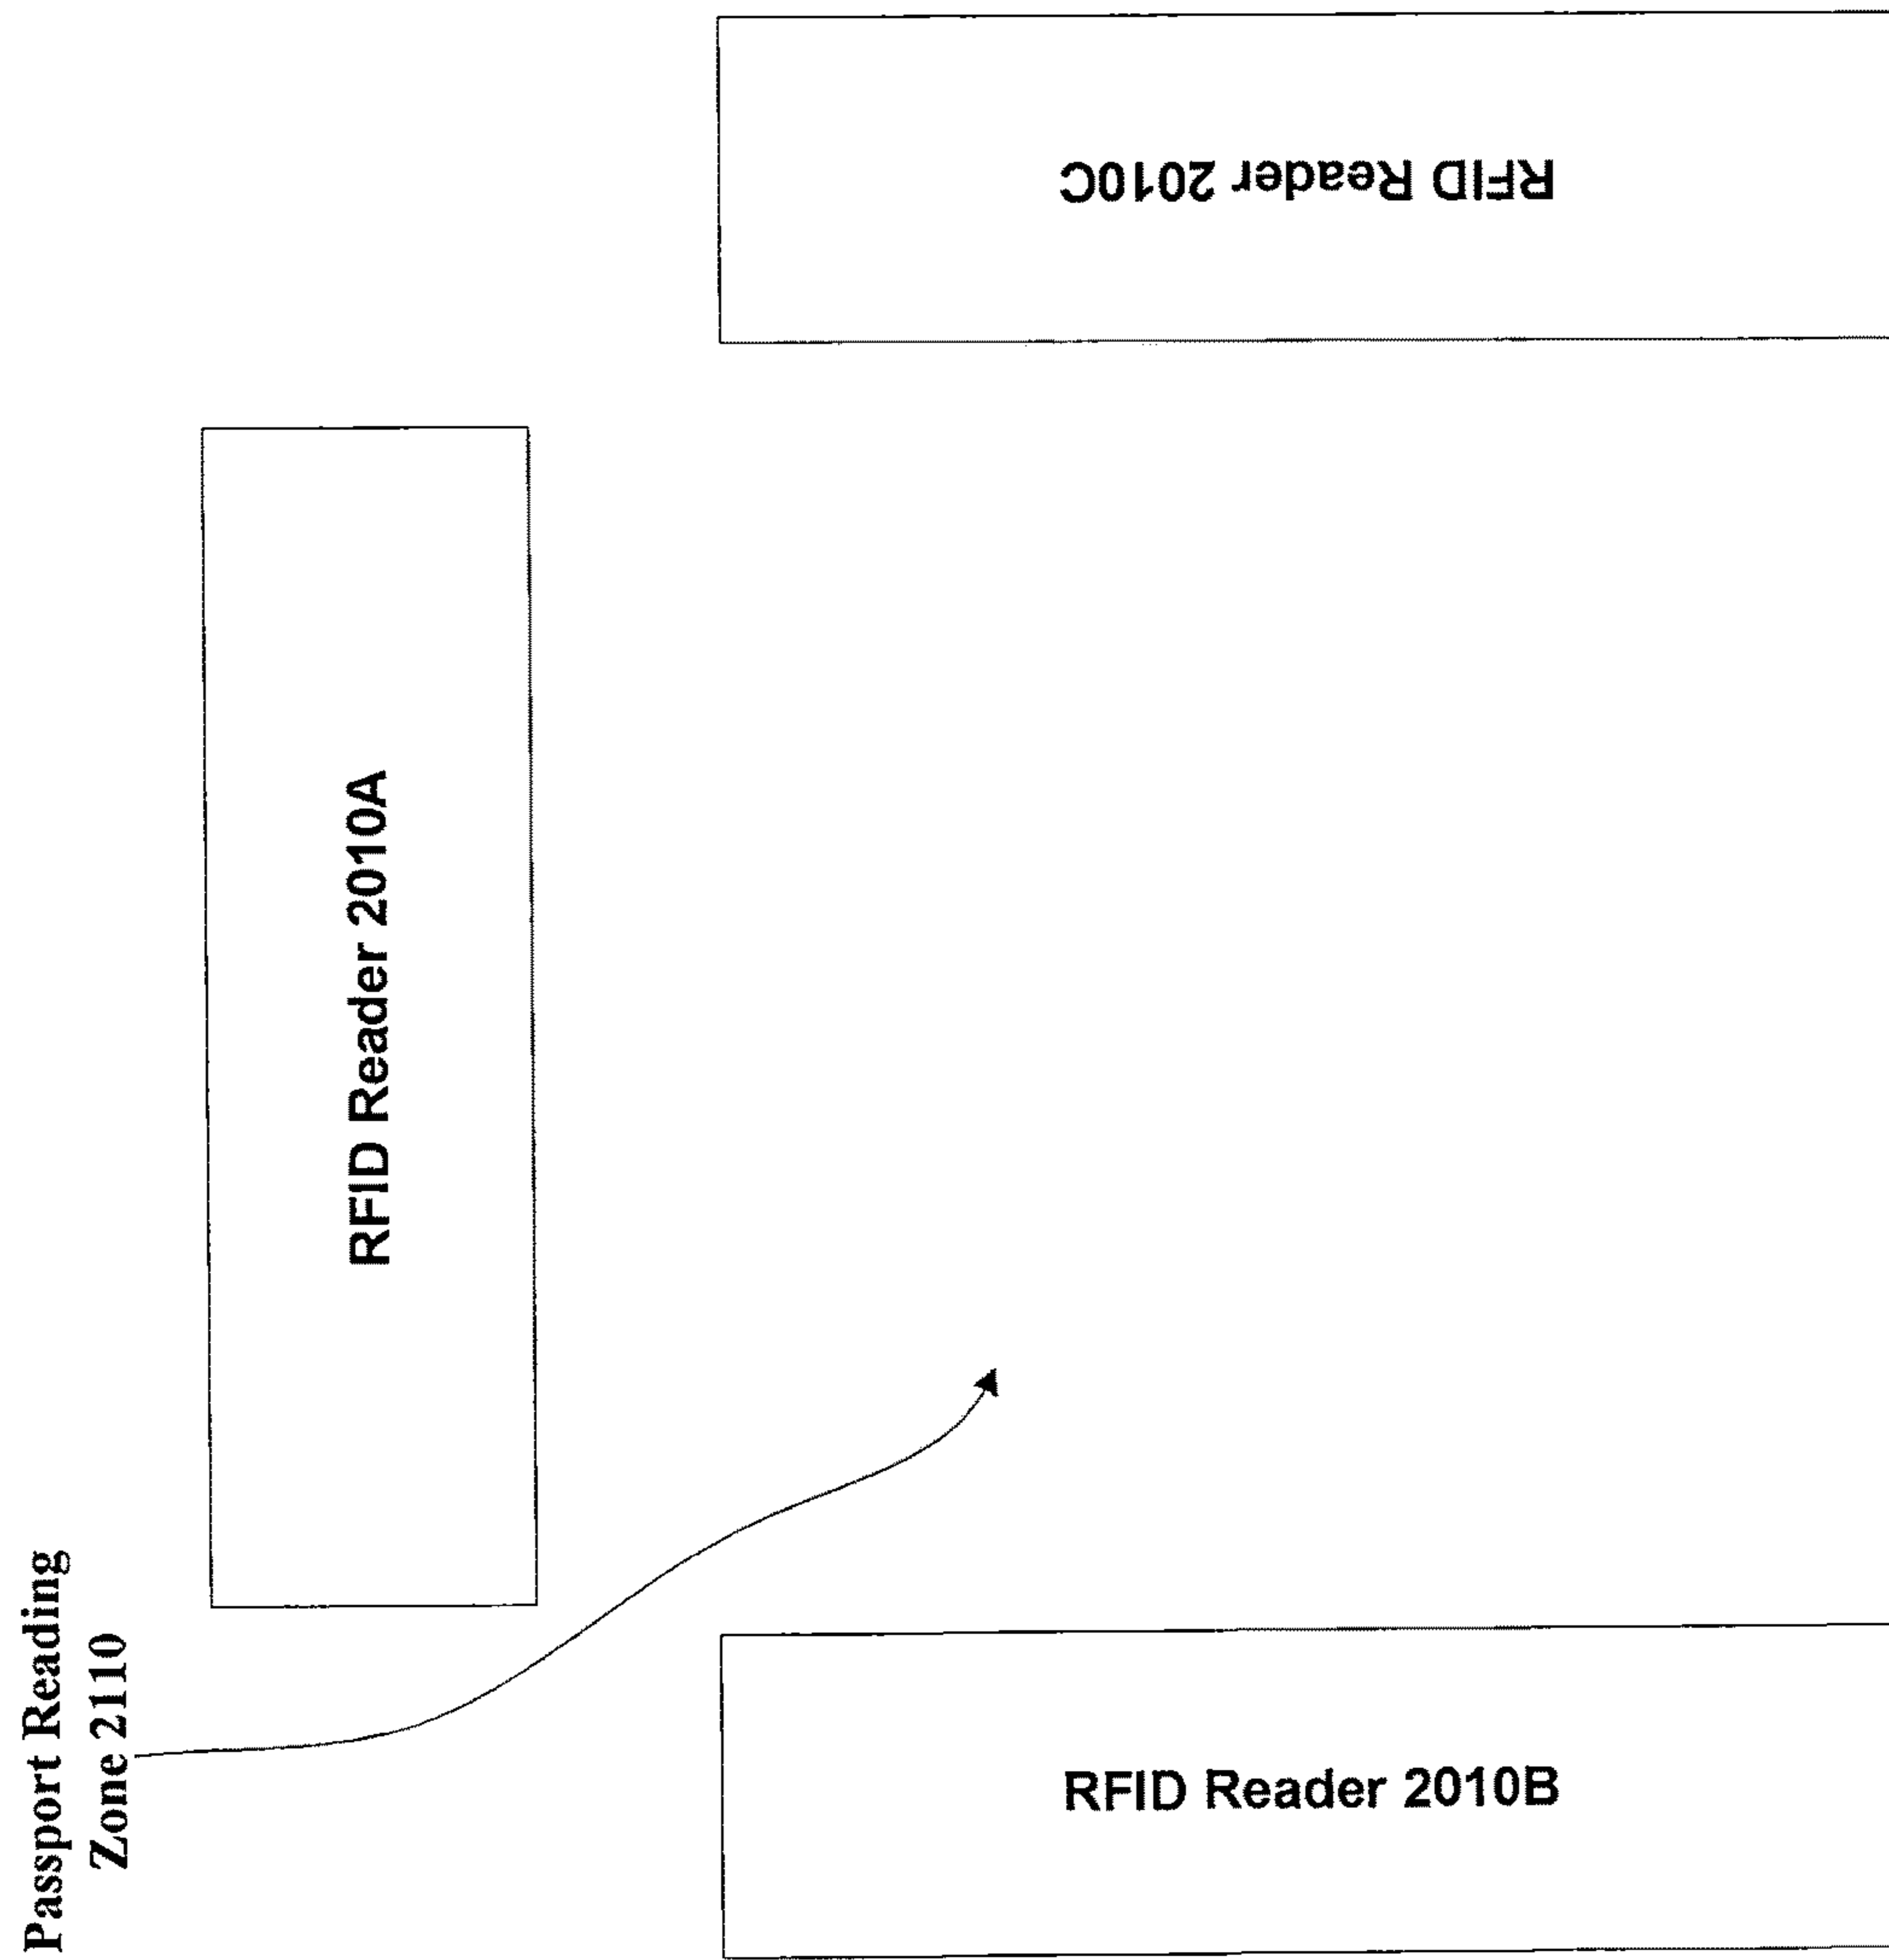 Passport Reading
Zone 2110
RFID Reader 2010A
RFID Reader 2010B
RFID Reader 2010C